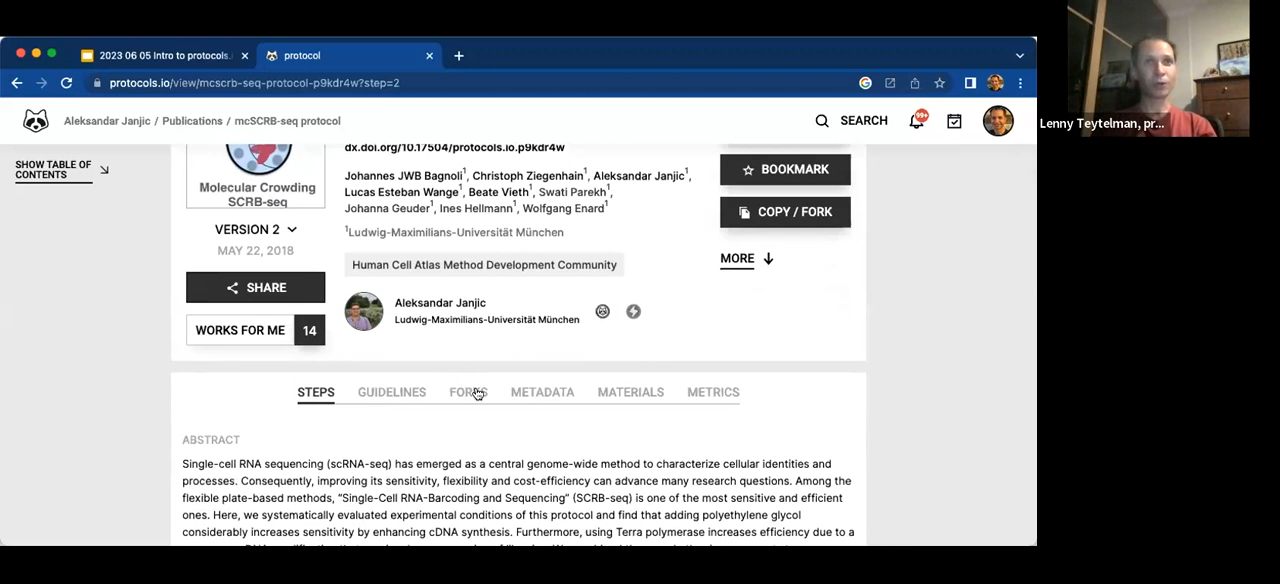 2023 06 05 Intro to protocols.
protocol
protocols.io/view/mcscrb-seq-protocol-p9kdr4w?step=2
Aleksandar Janjic / Publications / mcSCRB-seq protocol
SEARCH
99+
Lenny Teytelman, pr...
SHOW TABLE OF
CONTENTS
Molecular Crowding
SCRB-seq
VERSION 2
MAY 22, 2018
SHARE
WORKS FOR ME 14
dx.doi.org/10.17504/protocols.io.p9kdr4w
Johannes JWB Bagnoli1, Christoph Ziegenhain1, Aleksandar Janjic1,
Lucas Esteban Wange1, Beate Vieth1, Swati Parekh1,
Johanna Geuder1, Ines Hellmann1, Wolfgang Enard1
1Ludwig-Maximilians-Universität München
Human Cell Atlas Method Development Community
Aleksandar Janjic
Ludwig-Maximilians-Universität München
BOOKMARK
COPY / FORK
MORE
STEPS GUIDELINES FORKS METADATA MATERIALS METRICS
ABSTRACT
Single-cell RNA sequencing (scRNA-seq) has emerged as a central genome-wide method to characterize cellular identities and
processes. Consequently, improving its sensitivity, flexibility and cost-efficiency can advance many research questions. Among the
flexible plate-based methods, “Single-Cell RNA-Barcoding and Sequencing” (SCRB-seq) is one of the most sensitive and efficient
ones. Here, we systematically evaluated experimental conditions of this protocol and find that adding polyethylene glycol
considerably increases sensitivity by enhancing cDNA synthesis. Furthermore, using Terra polymerase increases efficiency due to a